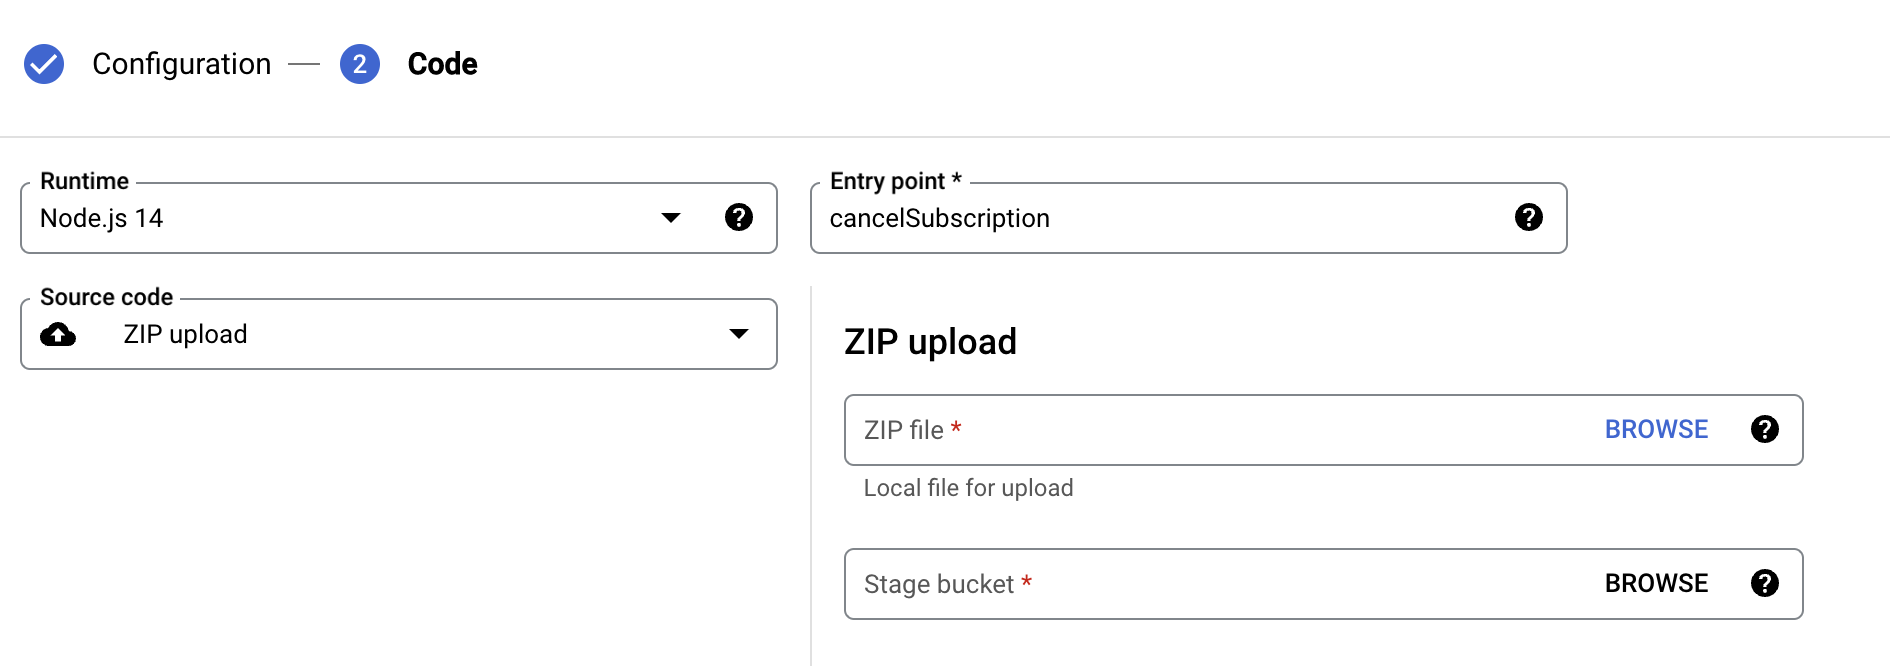 Configuration — 2 Code
Runtime
Node.js 14
Entry point *
cancelSubscription
Source code
ZIP upload
ZIP upload
ZIP file * BROWSE
Local file for upload
Stage bucket * BROWSE